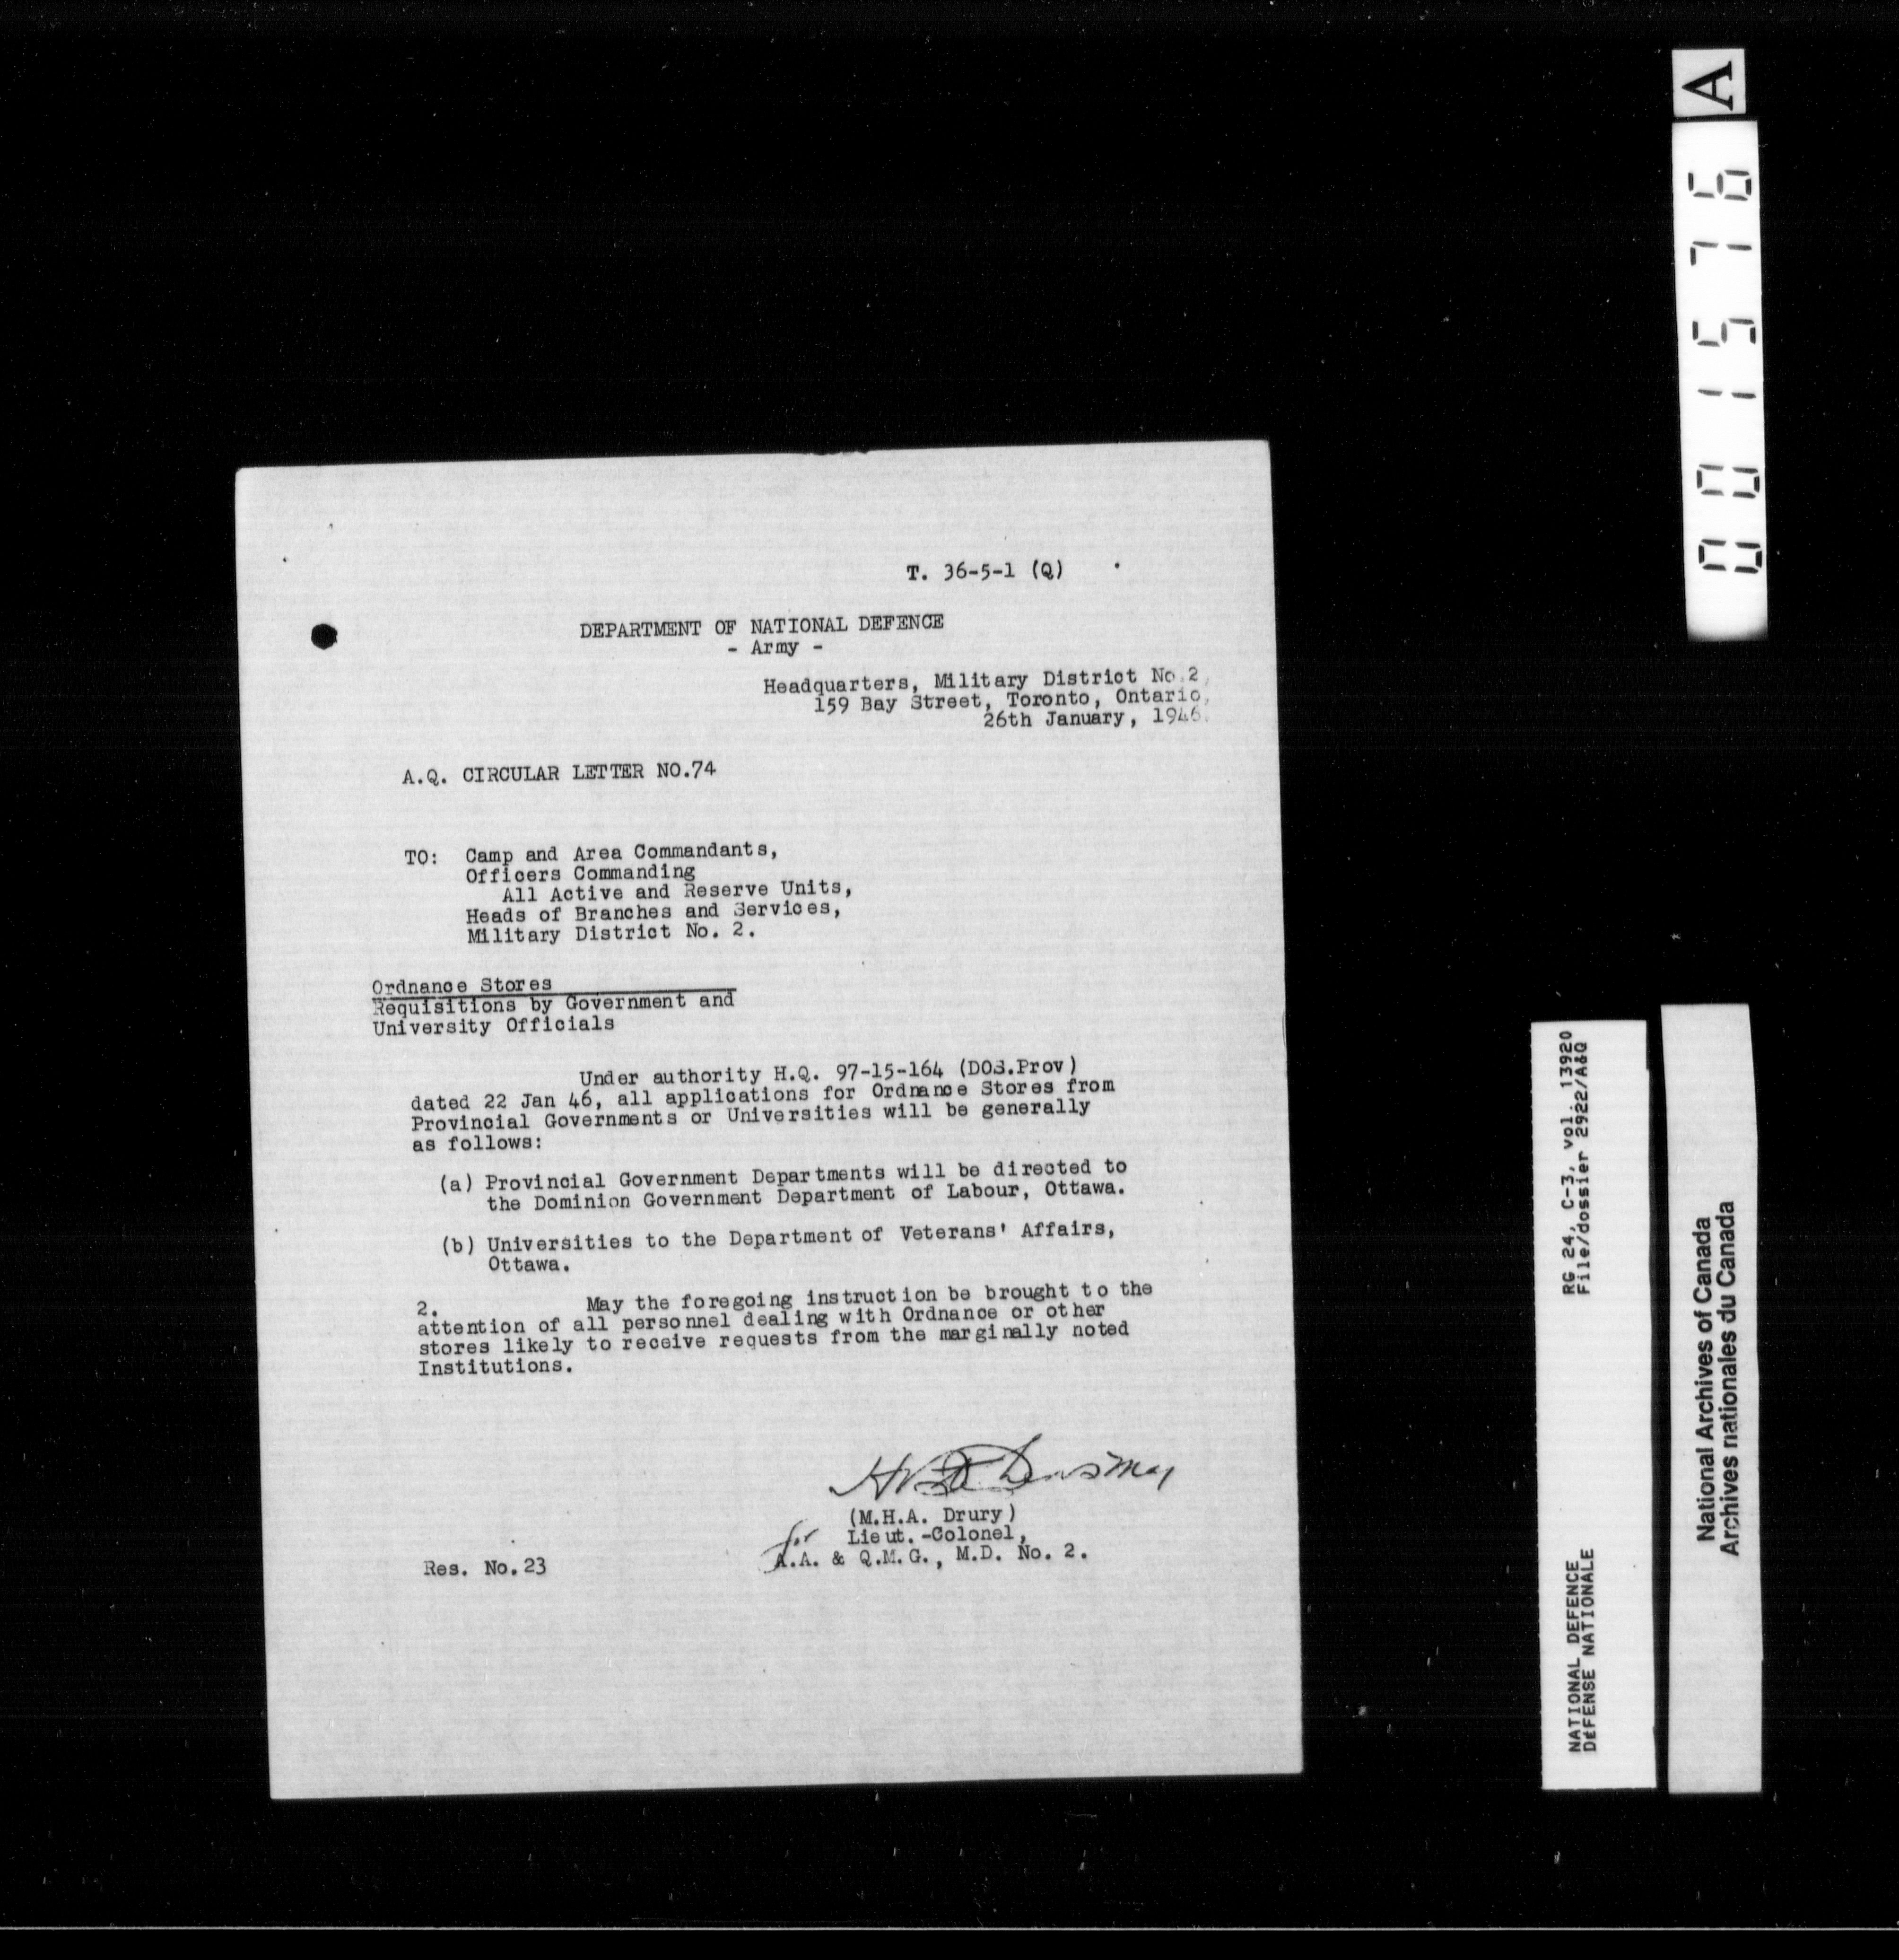 T. 36-5-1 (Q)
DEPARTMENT OF NATIONAL DEFENCE
- Army -
Headquarters, Military District No.2,
159 Bay Street, Toronto, Ontario,
26th January, 1946.
A.Q. CIRCULAR LETTER NO.74
TO: Camp and Area Commandants,
Officers Commanding
All Active and Reserve Units,
Heads of Branches and Services,
Military District No. 2.
Ordnance Stores
Requisitions by Government and
University Officials
Under authority H.Q. 97-15-164 (DOS.Prov)
dated 22 Jan 46, all applications for Ordnance Stores from
Provincial Governments or Universities will be generally
as follows:
(a) Provincial Government Departments will be directed to
the Dominion Government Department of Labour, Ottawa.
(b) Universities to the Department of Veterans' Affairs,
Ottawa.
2. May the foregoing instruction be brought to the
attention of all personnel dealing with Ordnance or other
stores likely to receive requests from the marginally noted
Institutions.
(M.H.A. Drury)
Lieut.-Colonel,
for A.A. & Q.M.G., M.D. No. 2.
Res. No.23
A
001576
RG 24, C-3, vol. 13920
File/dossier 2922/A&Q
NATIONAL DEFENCE
DéFENSE NATIONALE
National Archives of Canada
Archives nationales du Canada